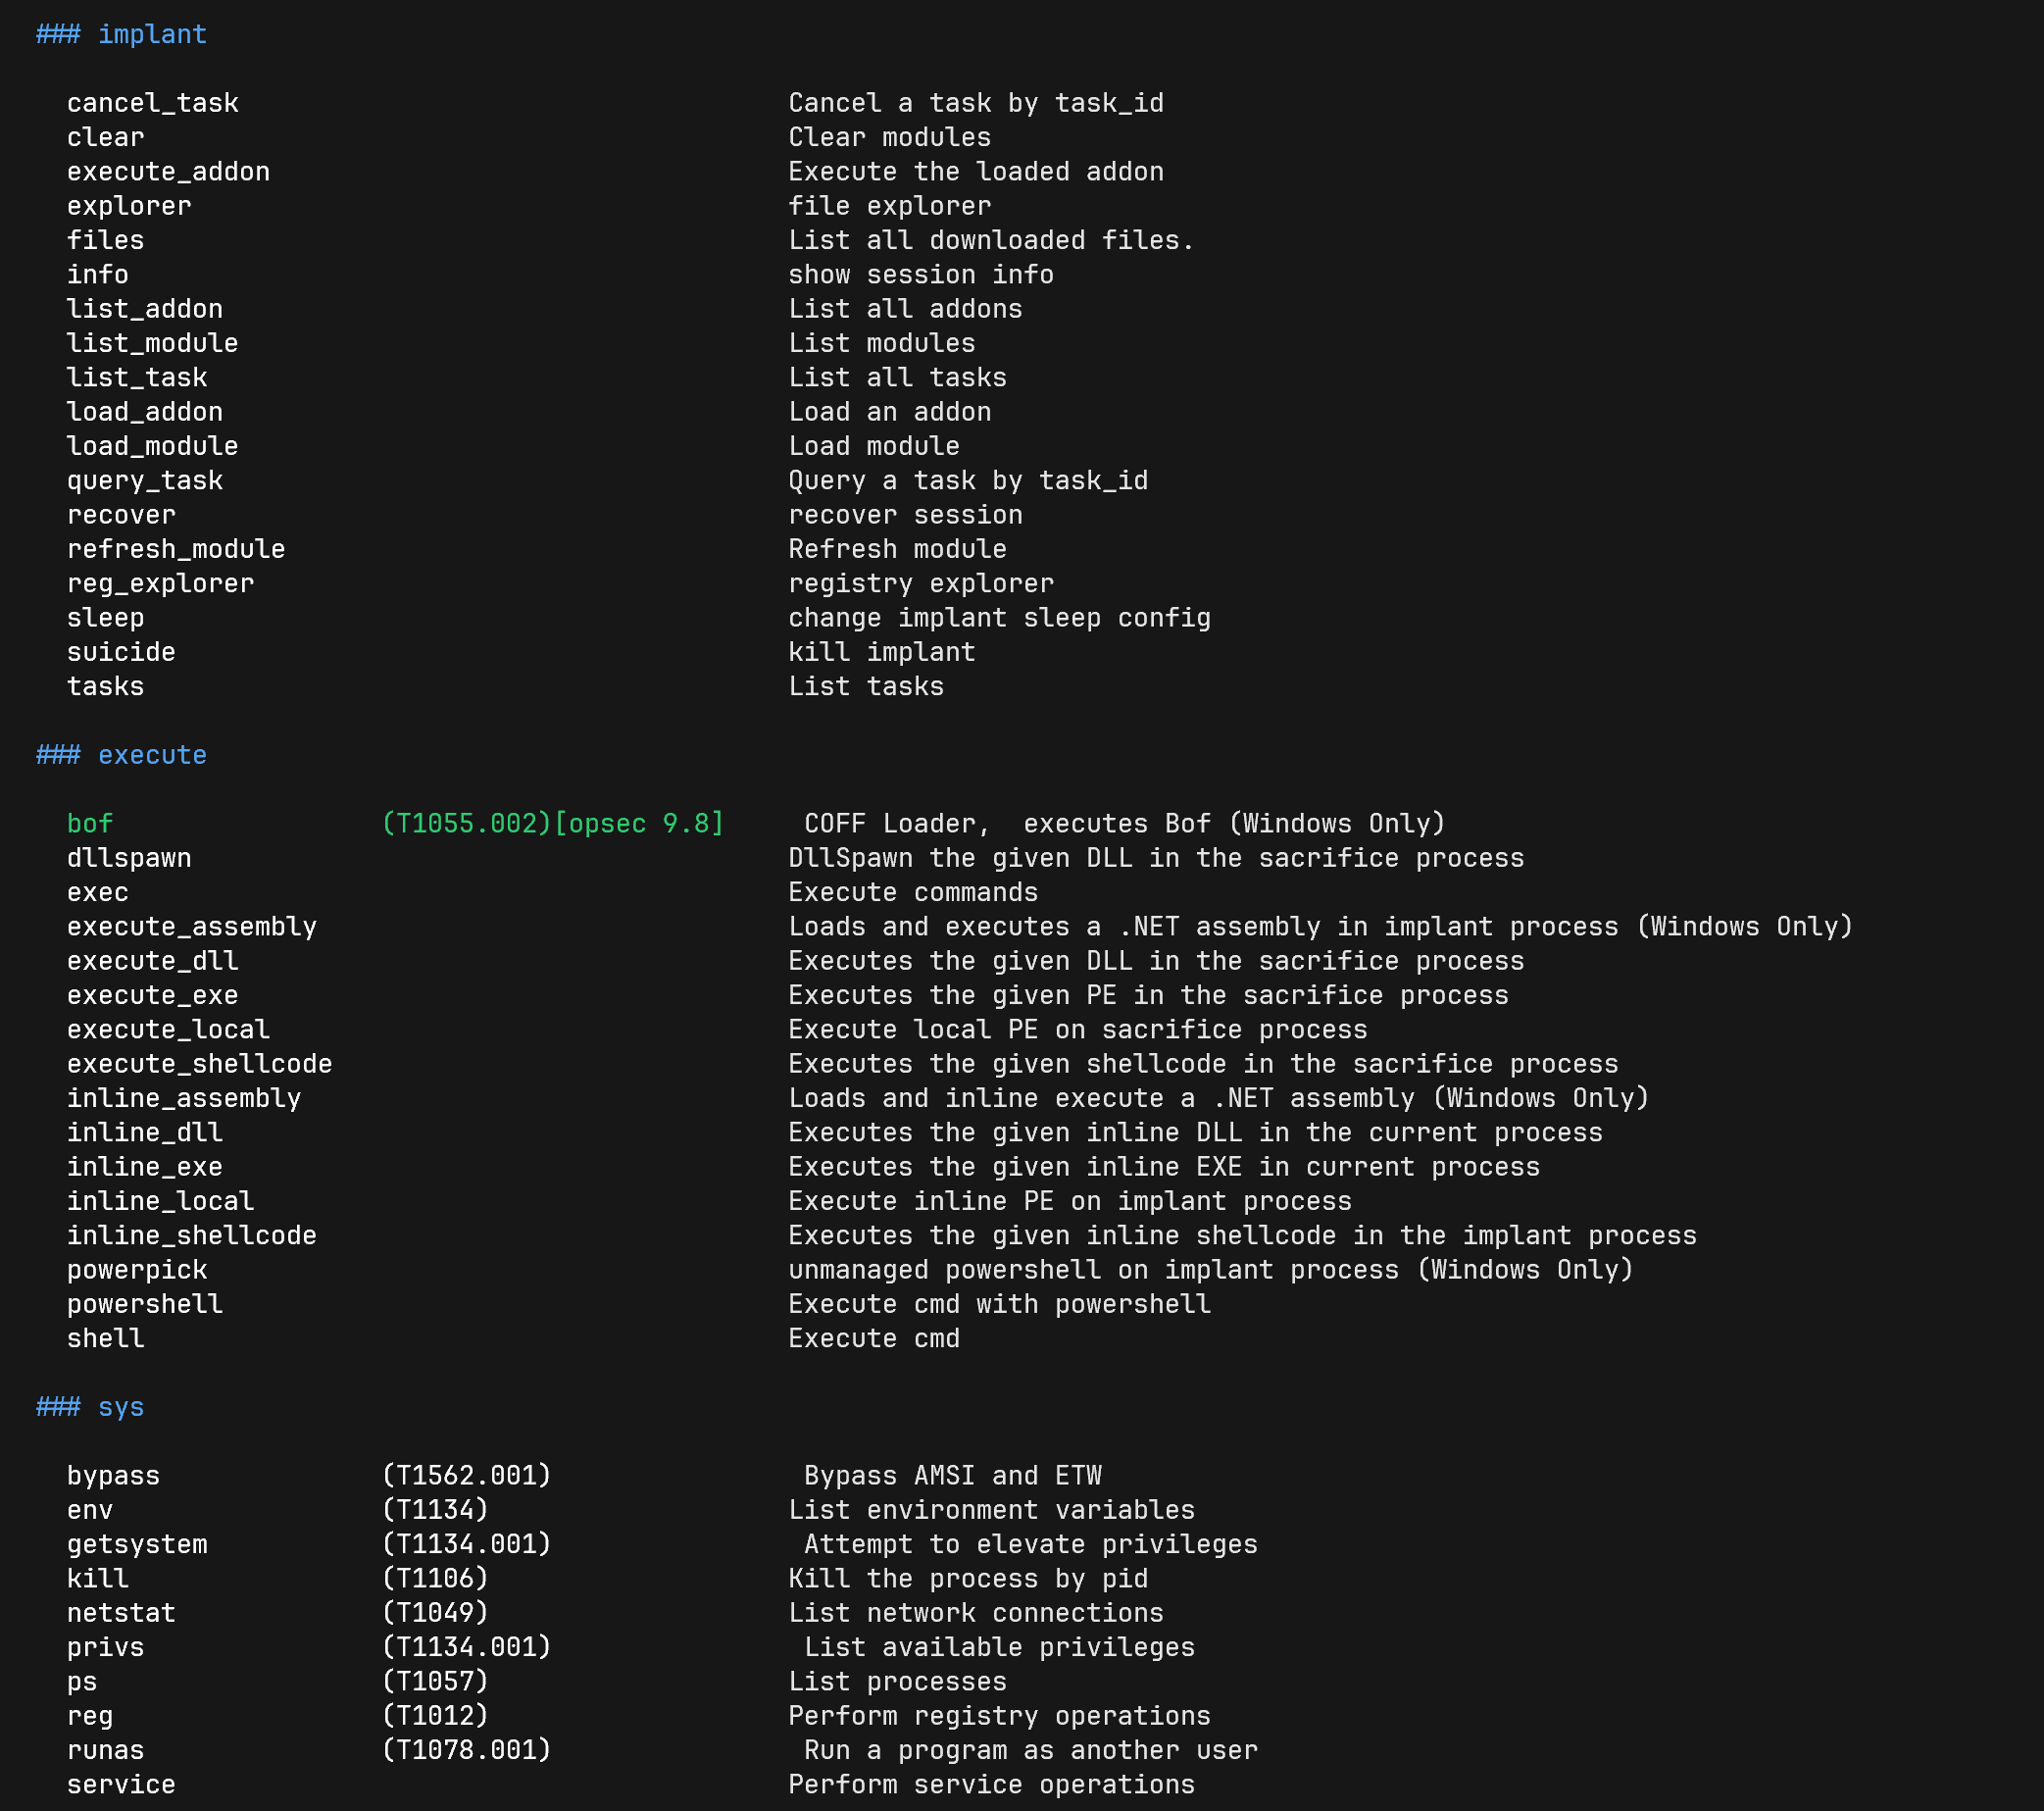 ### implant
cancel_task Cancel a task by task_id
clear Clear modules
execute_addon Execute the loaded addon
explorer file explorer
files List all downloaded files.
info show session info
list_addon List all addons
list_module List modules
list_task List all tasks
load_addon Load an addon
load_module Load module
query_task Query a task by task_id
recover recover session
refresh_module Refresh module
reg_explorer registry explorer
sleep change implant sleep config
suicide kill implant
tasks List tasks
### execute
bof (T1055.002)[opsec 9.8] COFF Loader,  executes Bof (Windows Only)
dllspawn DllSpawn the given DLL in the sacrifice process
exec Execute commands
execute_assembly Loads and executes a .NET assembly in implant process (Windows Only)
execute_dll Executes the given DLL in the sacrifice process
execute_exe Executes the given PE in the sacrifice process
execute_local Execute local PE on sacrifice process
execute_shellcode Executes the given shellcode in the sacrifice process
inline_assembly Loads and inline execute a .NET assembly (Windows Only)
inline_dll Executes the given inline DLL in the current process
inline_exe Executes the given inline EXE in current process
inline_local Execute inline PE on implant process
inline_shellcode Executes the given inline shellcode in the implant process
powerpick unmanaged powershell on implant process (Windows Only)
powershell Execute cmd with powershell
shell Execute cmd
### sys
bypass (T1562.001) Bypass AMSI and ETW
env (T1134) List environment variables
getsystem (T1134.001) Attempt to elevate privileges
kill (T1106) Kill the process by pid
netstat (T1049) List network connections
privs (T1134.001) List available privileges
ps (T1057) List processes
reg (T1012) Perform registry operations
runas (T1078.001) Run a program as another user
service Perform service operations